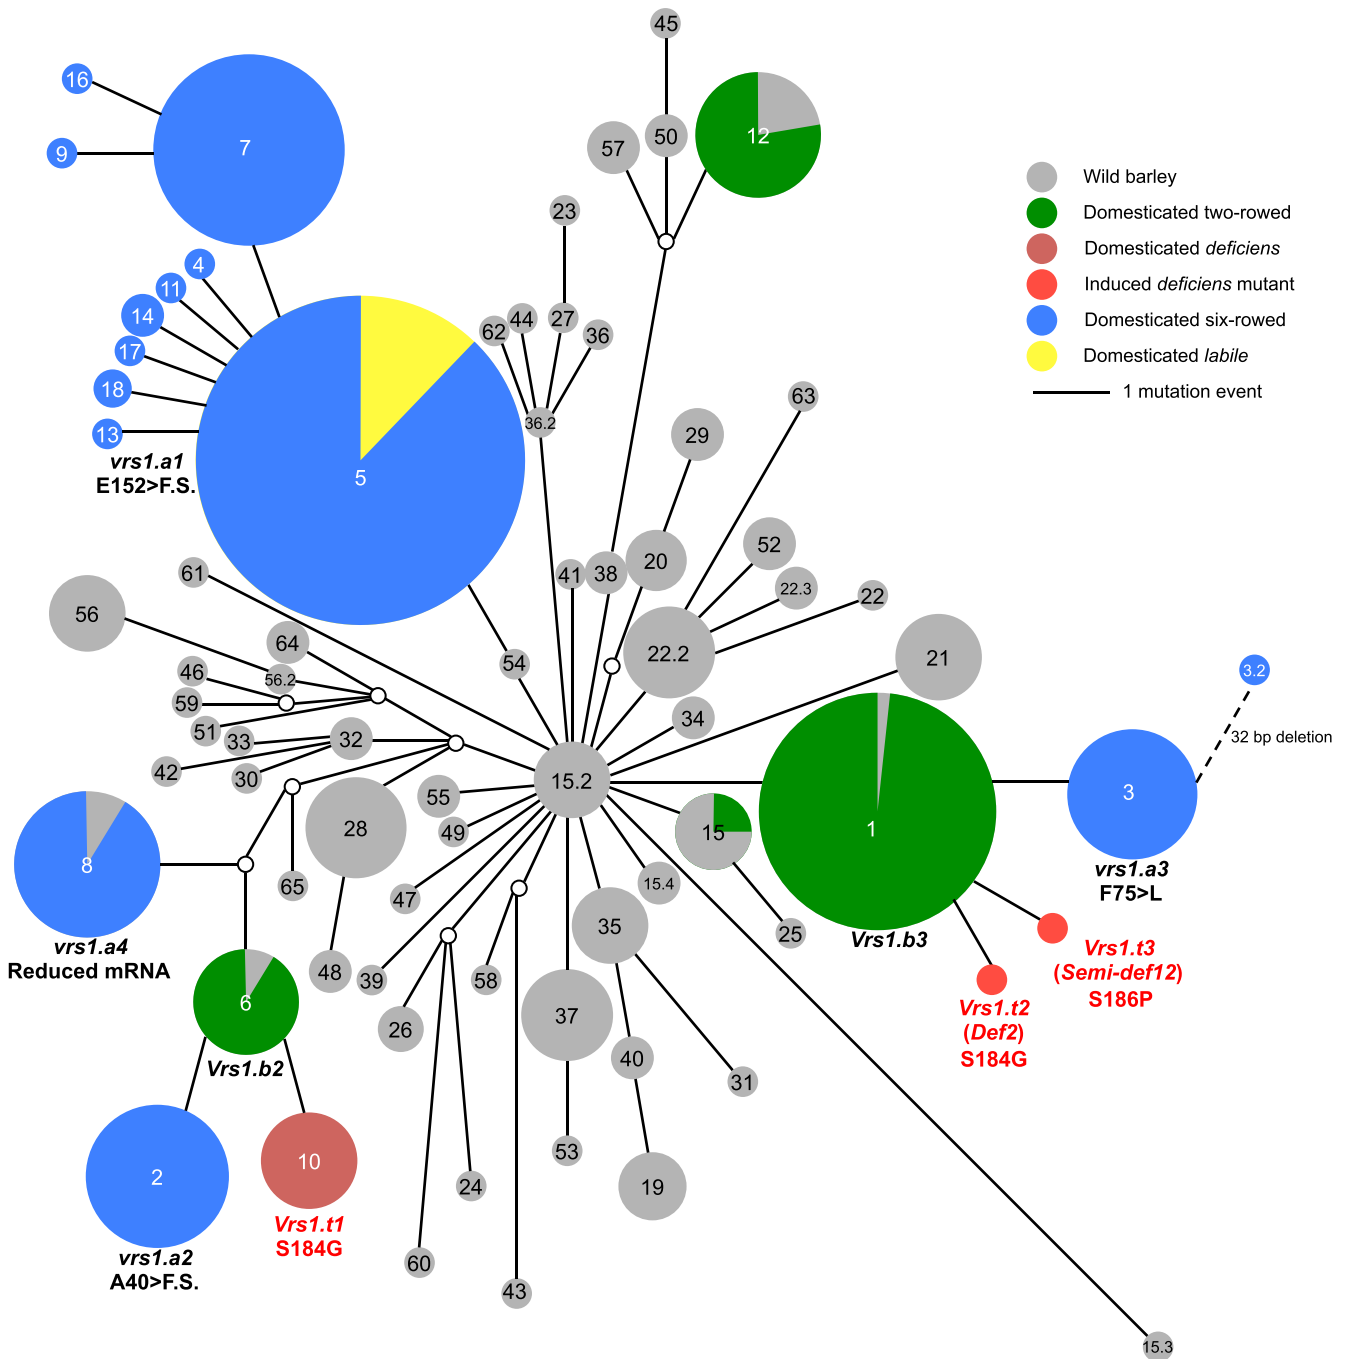 45
16
7
12
50
57
9
Wild barley
Domesticated two-rowed
Domesticated deficiens
Induced deficiens mutant
Domesticated six-rowed
Domesticated labile
1 mutation event
23
4
11
14
17
18
13
vrs1.a1
E152>F.S.
5
62
44
27
36
36.2
63
29
52
20
22.3
22
41
38
61
56
64
54
22.2
21
46
56.2
59
51
33
32
42
30
34
3.2
32 bp deletion
15.2
55
49
28
15
1
Vrs1.b3
3
vrs1.a3
F75>L
8
vrs1.a4
Reduced mRNA
65
47
15.4
25
35
48
39
58
26
37
40
31
Vrs1.t3
(Semi-def12)
S186P
Vrs1.t2
(Def2)
S184G
6
Vrs1.b2
2
vrs1.a2
A40>F.S.
10
Vrs1.t1
S184G
53
24
19
60
43
15.3